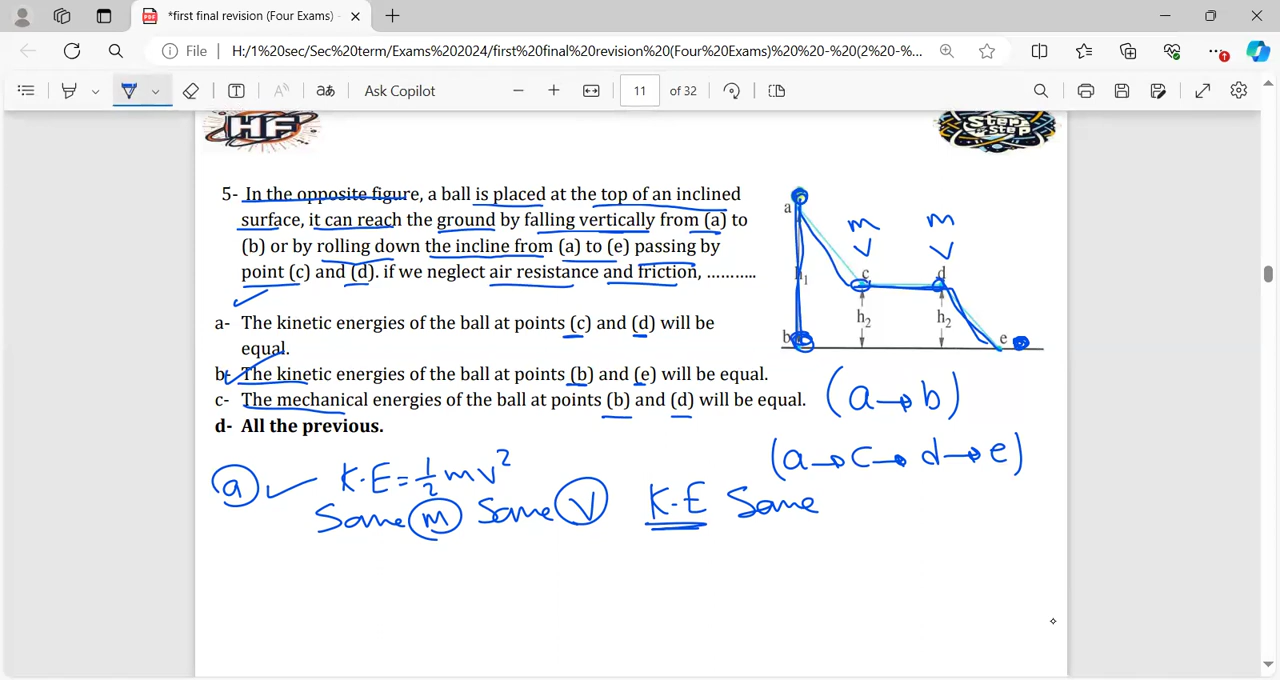 *first final revision (Four Exams) -
File
H:/1%20sec/Sec%20term/Exams%202024/first%20final%20revision%20(Four%20Exams)%20%20-%20(2%20-%...
Ask Copilot
11 of 32
HF
Step by Step
5- In the opposite figure, a ball is placed at the top of an inclined
surface, it can reach the ground by falling vertically from (a) to
(b) or by rolling down the incline from (a) to (e) passing by
point (c) and (d). if we neglect air resistance and friction, ...........
a- The kinetic energies of the ball at points (c) and (d) will be
equal.
b- The kinetic energies of the ball at points (b) and (e) will be equal.
c- The mechanical energies of the ball at points (b) and (d) will be equal.
d- All the previous.
a
m m
V V
c d
h1
h2 h2
b e
(a → b)
(a → c → d → e)
a K.E = 1/2 mv²
Same m Same V K.E Same